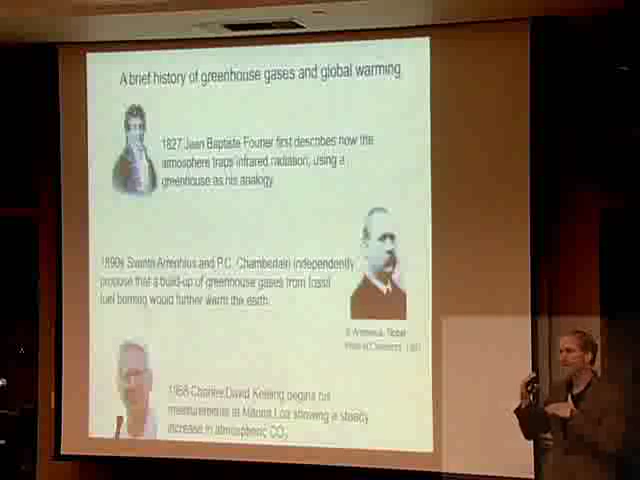 A brief history of greenhouse gases and global warming
1827 Jean Baptiste Fourier first describes how the
atmosphere traps infrared radiation, using a
greenhouse as his analogy.
1890s Svante Arrenhius and P.C. Chamberlain independently
propose that a build-up of greenhouse gases from fossil
fuel burning would further warm the earth.
S. Arrhenius, Nobel
Prize in Chemistry,
1958 Charles David Keeling begins his
measurements at Mauna Loa showing a steady
increase in atmospheric CO2